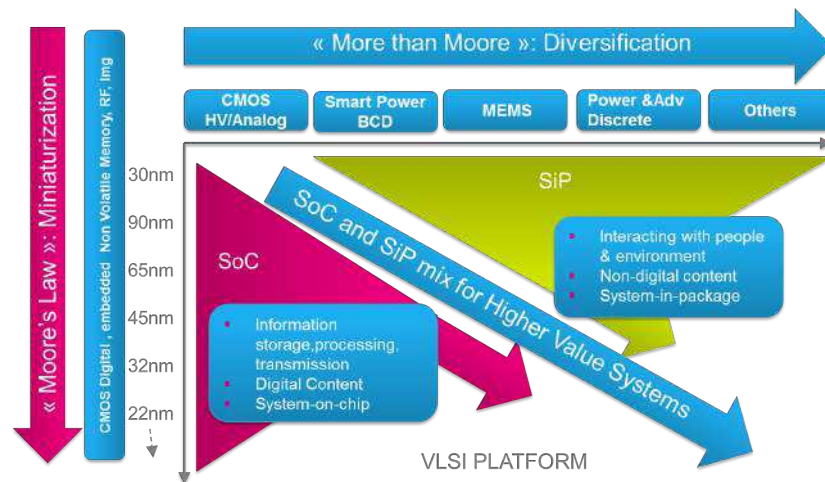 « More than Moore »: Diversification
CMOS
HV/Analog
Smart Power
BCD
MEMS
Power &Adv
Discrete
Others
« Moore's Law »: Miniaturization
CMOS Digital , embedded Non Volatile Memory, RF, Img
30nm
90nm
65nm
45nm
32nm
22nm
SoC
Information
storage,processing,
transmission
Digital Content
System-on-chip
SoC and SiP mix for Higher Value Systems
SiP
Interacting with people
& environment
Non-digital content
System-in-package
VLSI PLATFORM